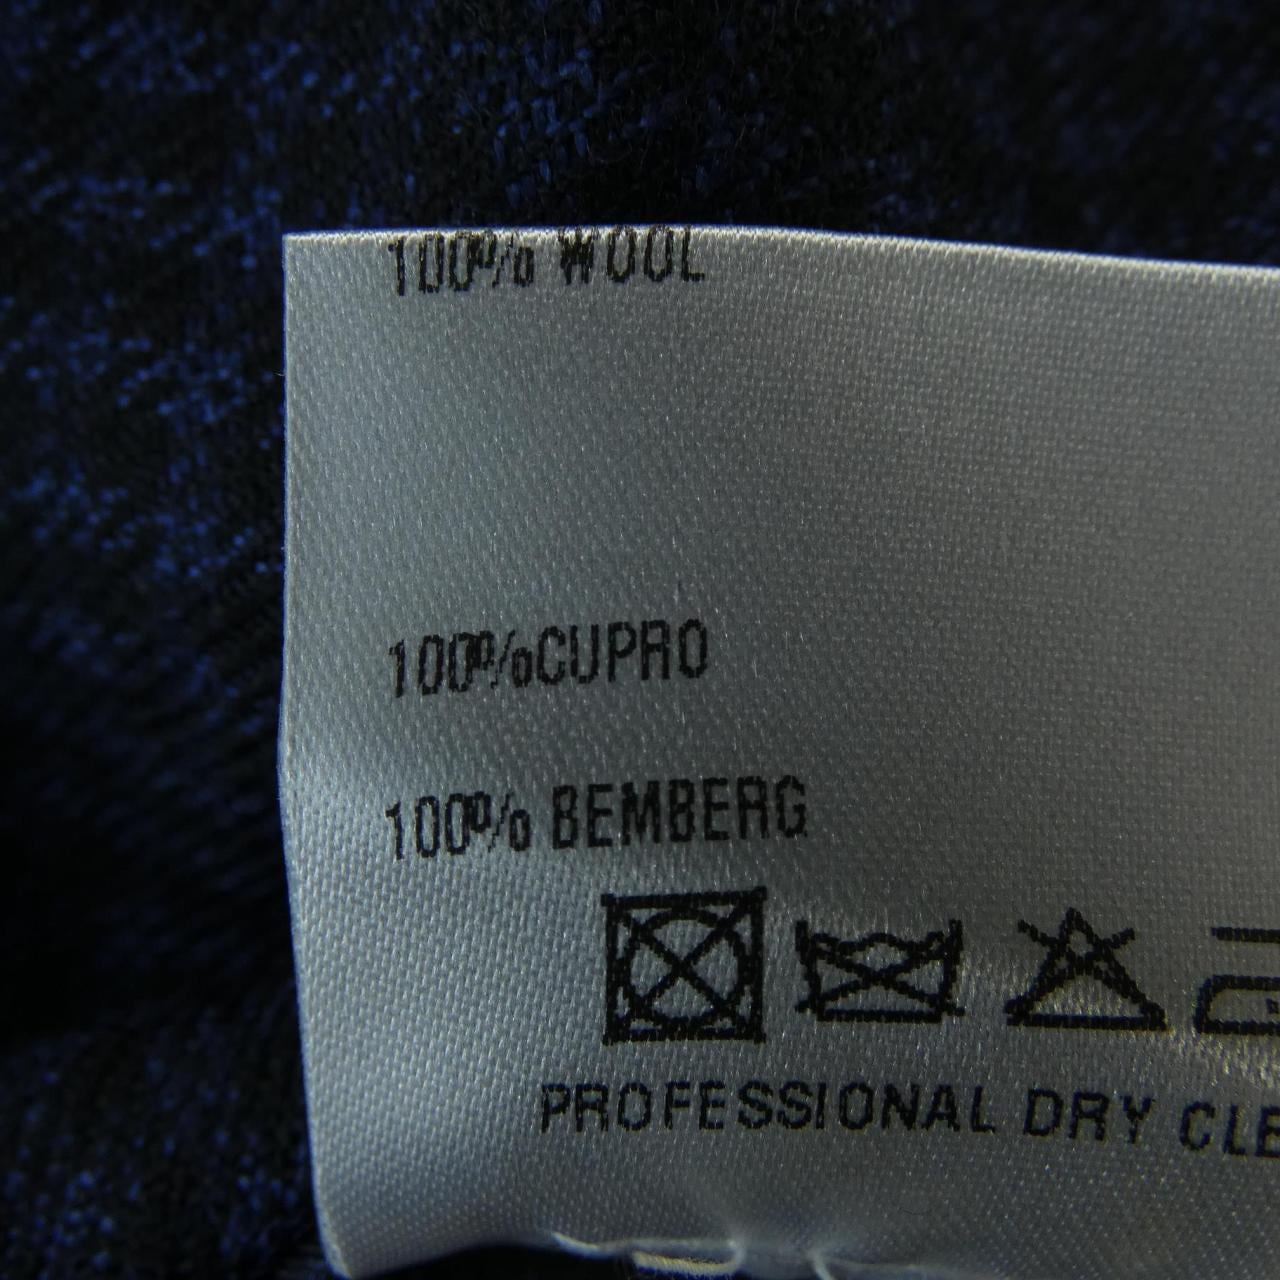 100% WOOL
100%CUPRO
100% BEMBERG
PROFESSIONAL DRY CLE